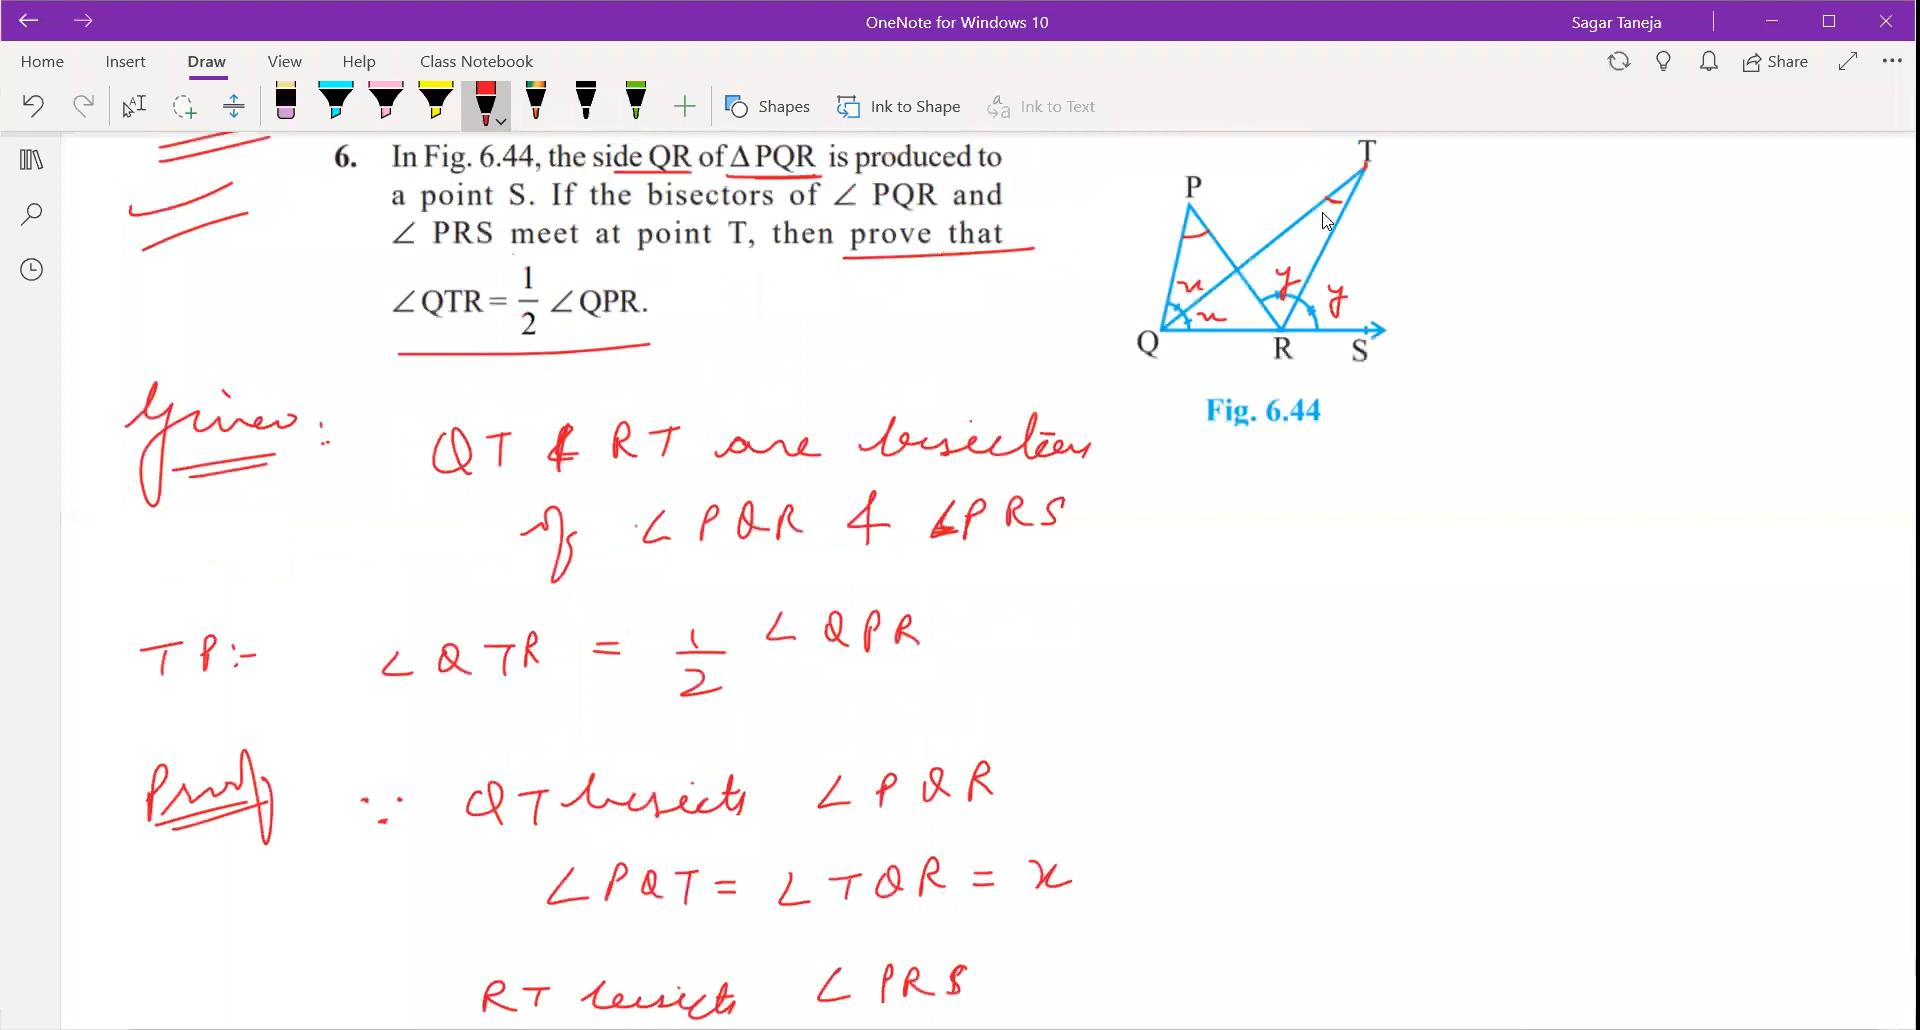 OneNote for Windows 10
Sagar Taneja
Home Insert Draw View Help Class Notebook
Share
Shapes Ink to Shape Ink to Text
6. In Fig. 6.44, the side QR of Δ PQR is produced to
a point S. If the bisectors of ∠ PQR and
∠ PRS meet at point T, then prove that
∠ QTR = 1/2 ∠ QPR.
T
P
x
x
y
y
Q R S
Fig. 6.44
Given:
QT & RT are bisectors
of ∠PQR & ∠PRS
TP:- ∠QTR = 1/2 ∠QPR
Proof ∵ QT bisects ∠PQR
∠PQT = ∠TQR = x
RT bisects ∠PRS